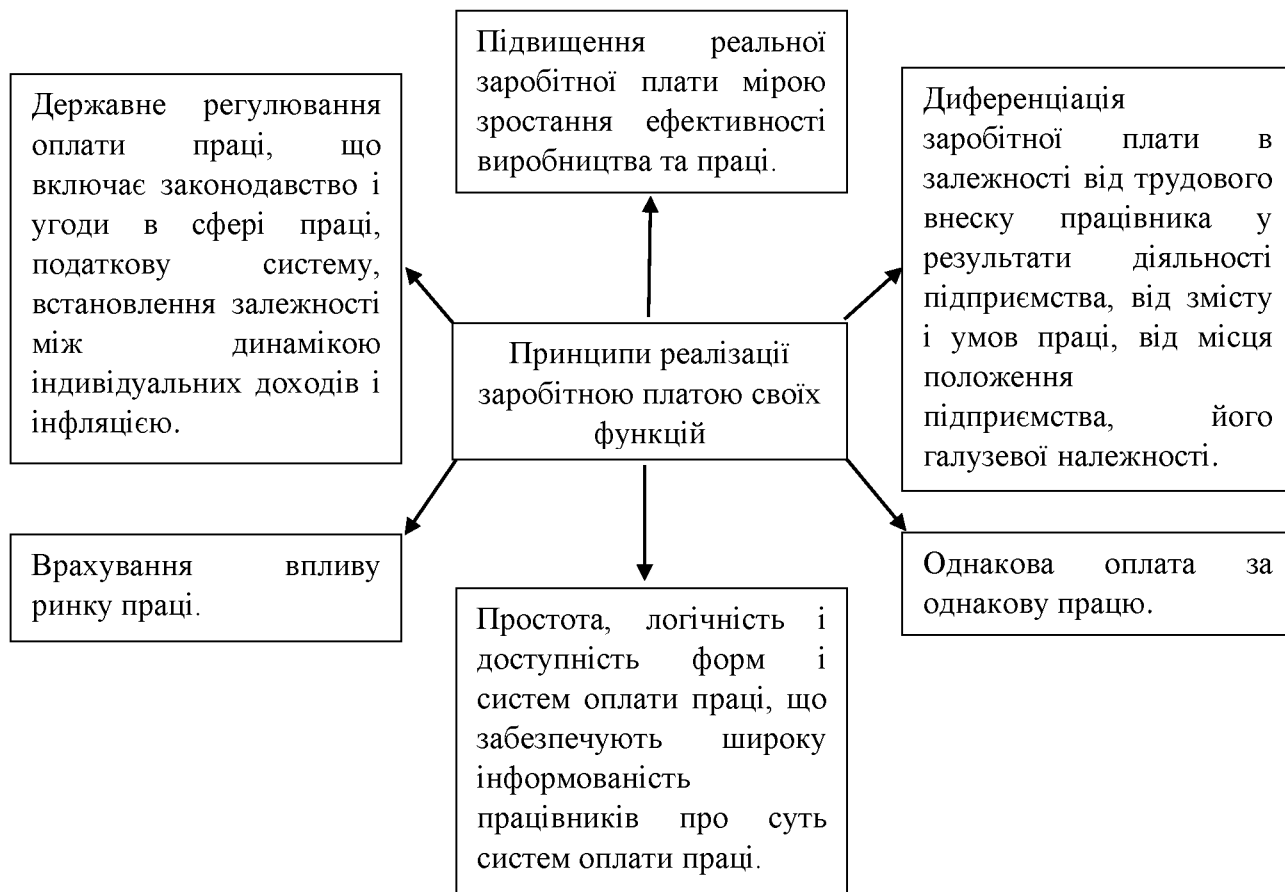 Підвищення реальної
заробітної плати мірою
зростання ефективності
виробництва та праці.
Державне регулювання
оплати праці, що
включає законодавство і
угоди в сфері праці,
податкову систему,
встановлення залежності
між динамікою
індивідуальних доходів і
інфляцією.
Диференціація
заробітної плати в
залежності від трудового
внеску працівника у
результати діяльності
підприємства, від змісту
і умов праці, від місця
положення
підприємства, його
галузевої належності.
Принципи реалізації
заробітною платою своїх
функцій
Врахування впливу
ринку праці.
Простота, логічність і
доступність форм і
систем оплати праці, що
забезпечують широку
інформованість
працівників про суть
систем оплати праці.
Однакова оплата за
однакову працю.